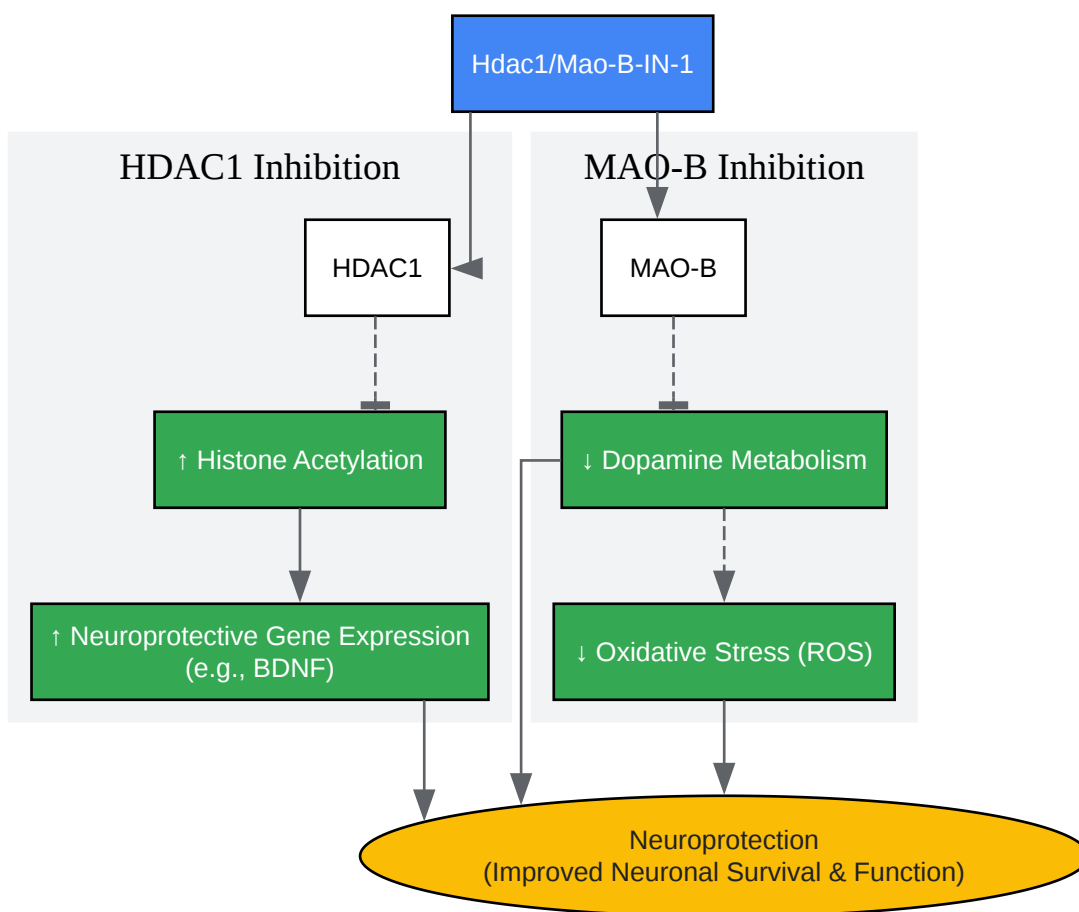 Hdac1/Mao-B-IN-1
HDAC1 Inhibition
MAO-B Inhibition
HDAC1
MAO-B
↑ Histone Acetylation
↓ Dopamine Metabolism
↑ Neuroprotective Gene Expression
(e.g., BDNF)
↓ Oxidative Stress (ROS)
Neuroprotection
(Improved Neuronal Survival & Function)